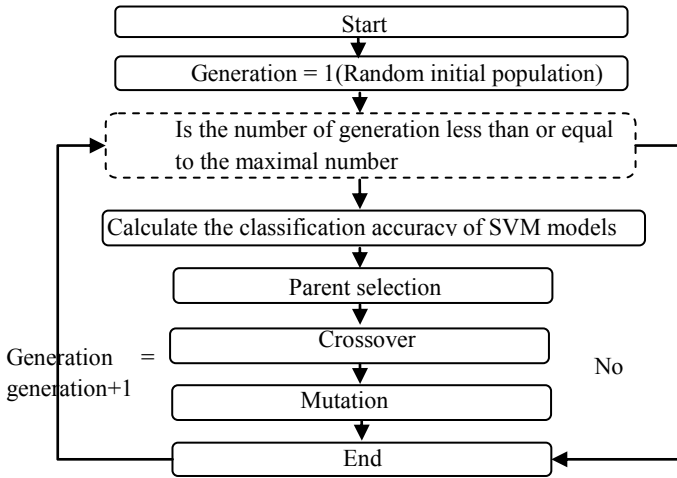 Start
Generation = 1(Random initial population)
Is the number of generation less than or equal
to the maximal number
Calculate the classification accuracy of SVM models
Parent selection
Crossover
Generation =
generation+1
No
Mutation
End